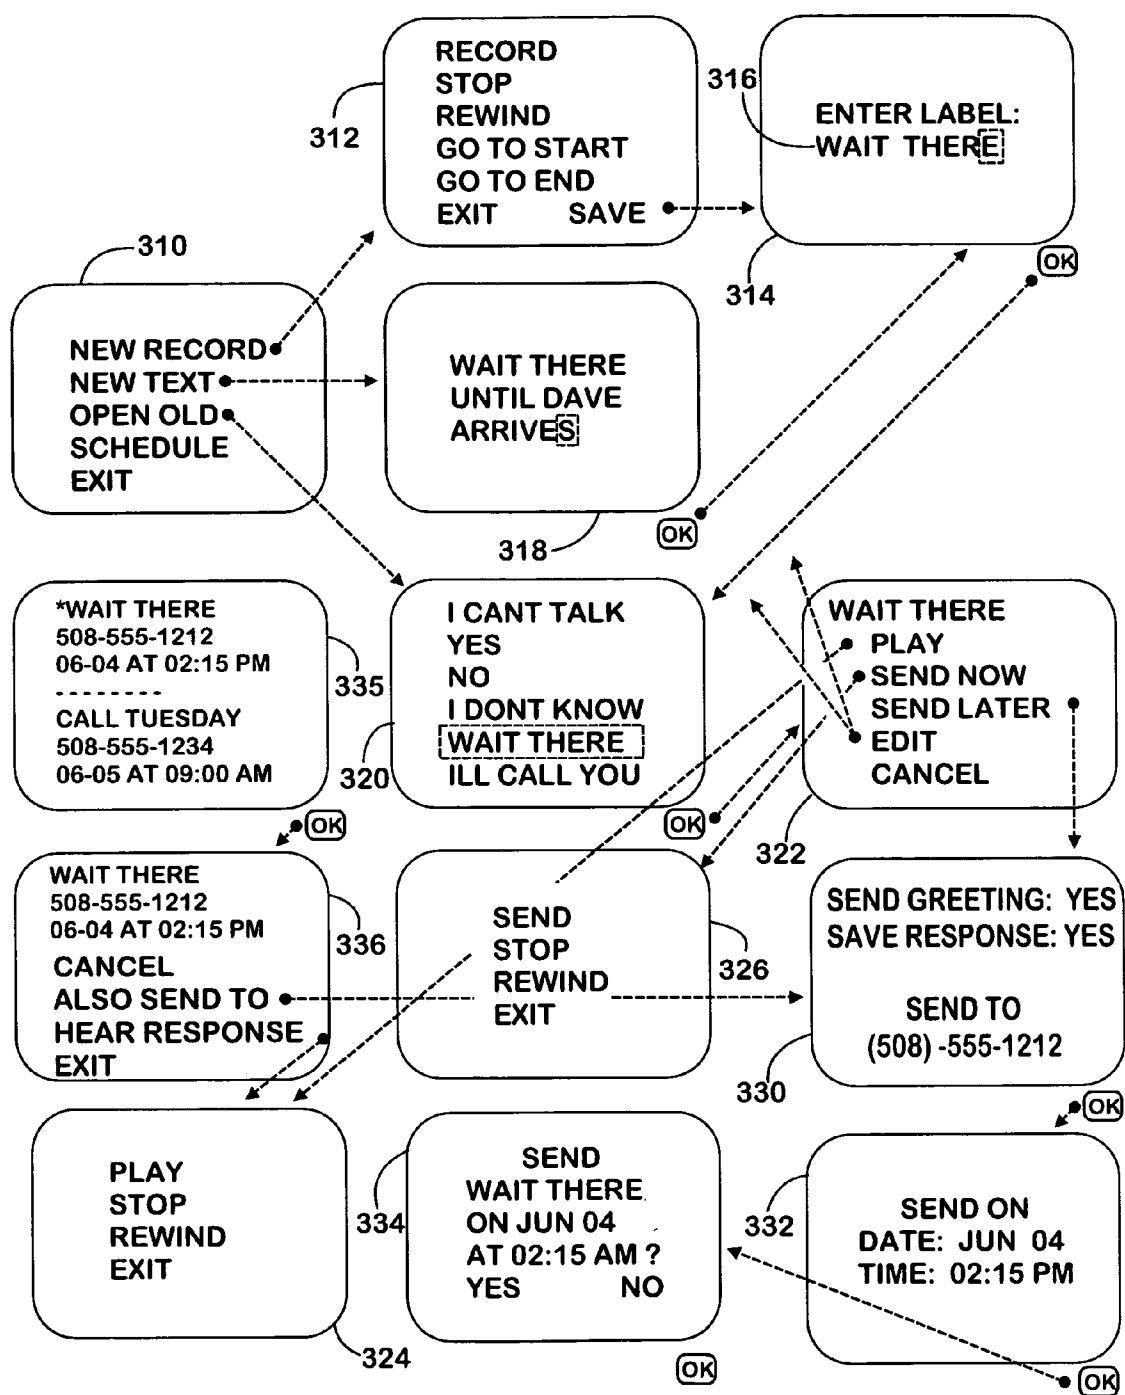 RECORD
STOP
REWIND
GO TO START
GO TO END
EXIT SAVE
312
316
ENTER LABEL:
WAIT THERE
314
OK
310
NEW RECORD
NEW TEXT
OPEN OLD
SCHEDULE
EXIT
WAIT THERE
UNTIL DAVE
ARRIVES
318
OK
*WAIT THERE
508-555-1212
06-04 AT 02:15 PM
--------
CALL TUESDAY
508-555-1234
06-05 AT 09:00 AM
335
OK
I CANT TALK
YES
NO
I DONT KNOW
WAIT THERE
ILL CALL YOU
320
OK
WAIT THERE
PLAY
SEND NOW
SEND LATER
EDIT
CANCEL
322
WAIT THERE
508-555-1212
06-04 AT 02:15 PM
CANCEL
ALSO SEND TO
HEAR RESPONSE
EXIT
336
SEND
STOP
REWIND
EXIT
326
SEND GREETING: YES
SAVE RESPONSE: YES
SEND TO
(508) -555-1212
330
OK
PLAY
STOP
REWIND
EXIT
324
334
SEND
WAIT THERE
ON JUN 04
AT 02:15 AM ?
YES NO
OK
332
SEND ON
DATE: JUN 04
TIME: 02:15 PM
OK